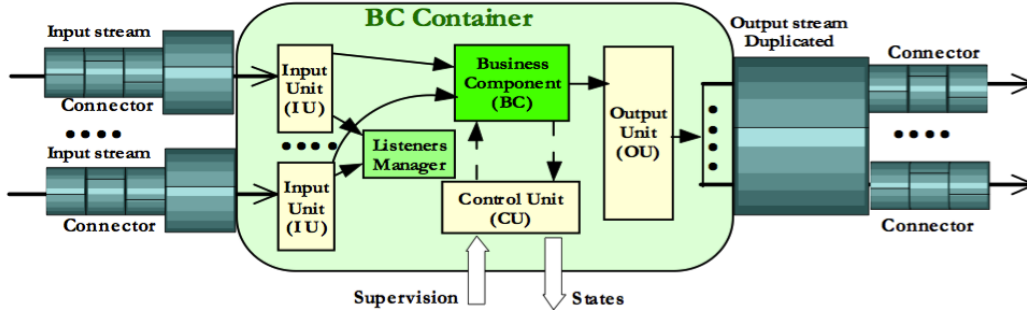 BC Container
Input stream
Connector
Input stream
Connector
Input
Unit
(IU)
Input
Unit
(IU)
Listeners
Manager
Business
Component
(BC)
Control Unit
(CU)
Output
Unit
(OU)
Supervision
States
Output stream
Duplicated
Connector
Connector